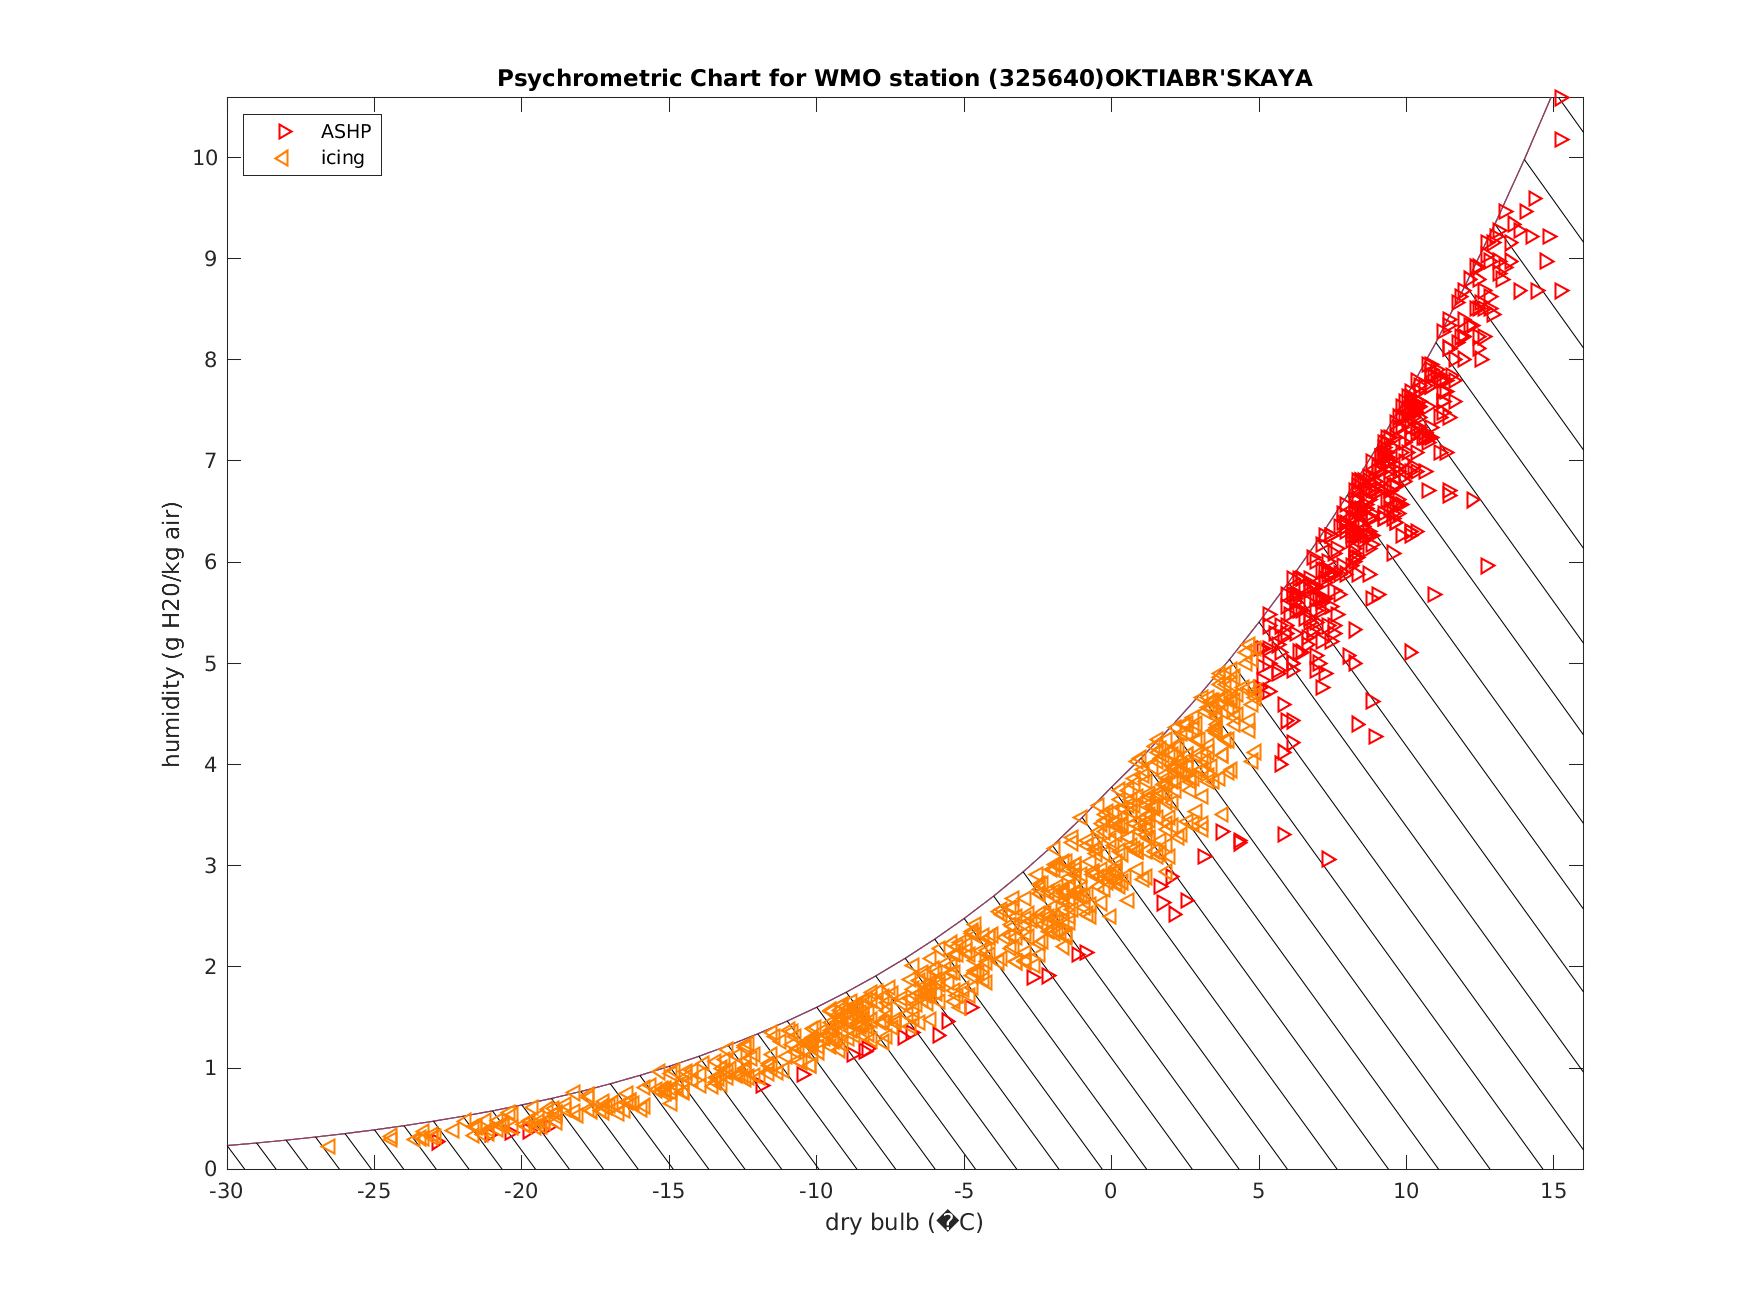 Psychrometric Chart for WMO station (325640)OKTIABR'SKAYA
ASHP
icing
10
9
8
7
6
5
4
3
2
1
0
humidity (g H20/kg air)
-30 -25 -20 -15 -10 -5 0 5 10 15
dry bulb (�C)